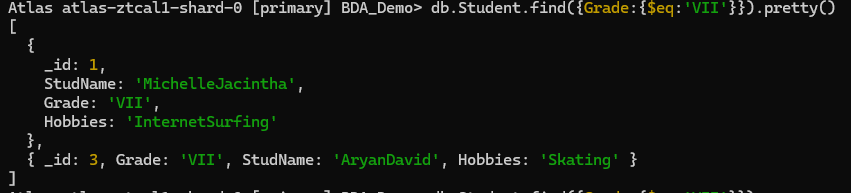 Atlas atlas-ztcal1-shard-0 [primary] BDA_Demo> db.Student.find({Grade:{$eq:'VII'}}).pretty()
[
  {
    _id: 1,
    StudName: 'MichelleJacintha',
    Grade: 'VII',
    Hobbies: 'InternetSurfing'
  },
  { _id: 3, Grade: 'VII', StudName: 'AryanDavid', Hobbies: 'Skating' }
]